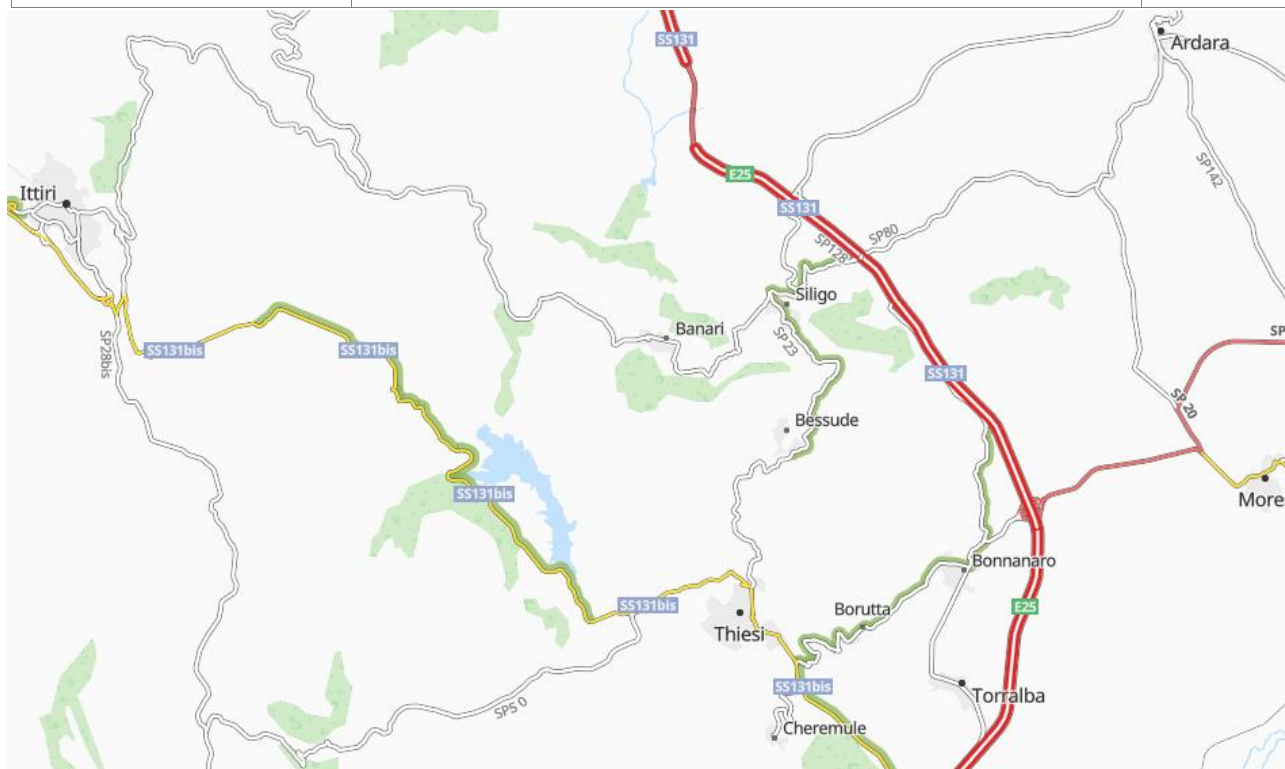 SS131
Ardara
SP142
E25
Ittiri
SS131
SP128
SP80
Siligo
SP23
Banari
SP28bis
SS131bis
SS131bis
SS131
SP
SP 20
Bessude
SS131bis
More
Bonnanaro
SS131bis
Borutta
E25
Thiesi
SS131bis
Torralba
SP5 0
Cheremule